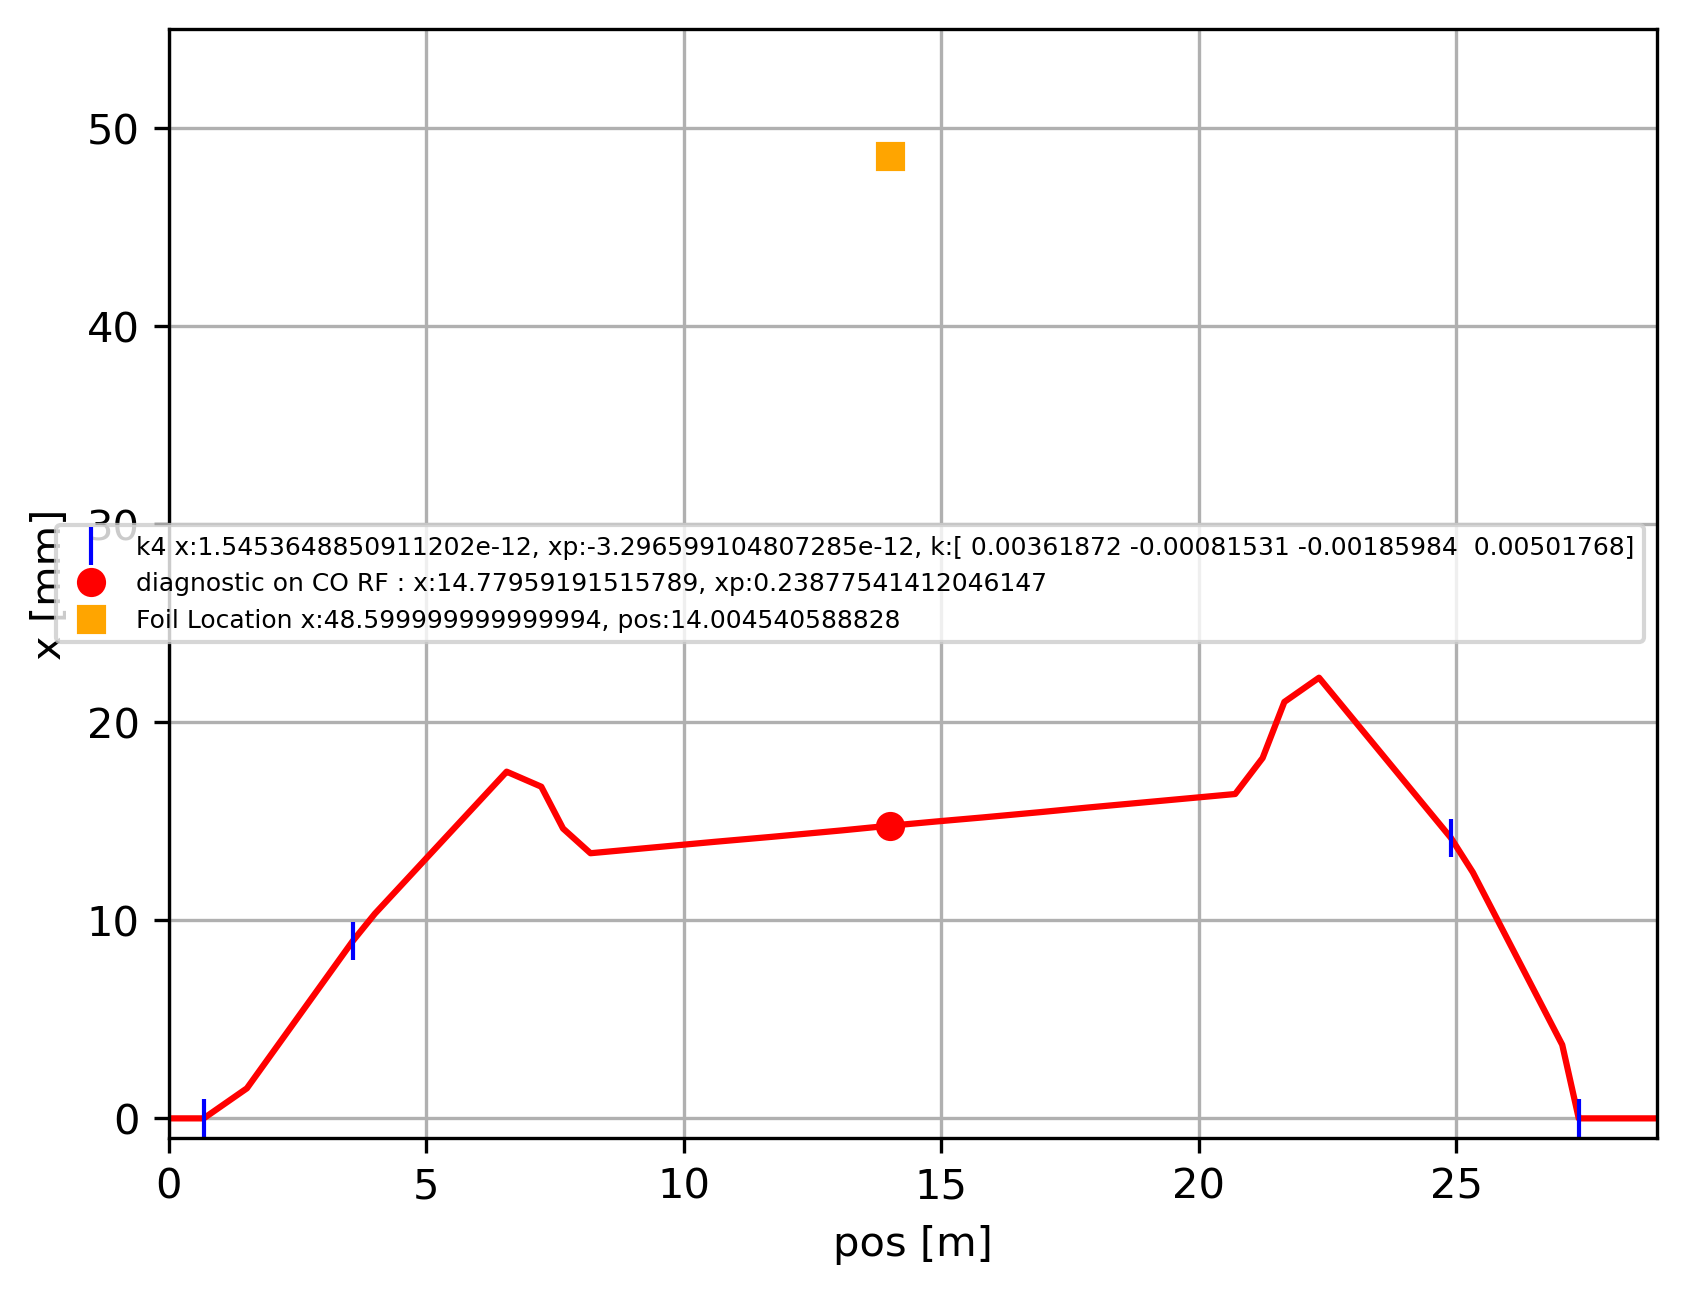 50
40
30
20
10
0
x [mm]
k4 x:1.5453648850911202e-12, xp:-3.296599104807285e-12, k:[ 0.00361872 -0.00081531 -0.00185984  0.00501768]
diagnostic on CO RF : x:14.77959191515789, xp:0.23877541412046147
Foil Location x:48.599999999999994, pos:14.004540588828
0 5 10 15 20 25
pos [m]